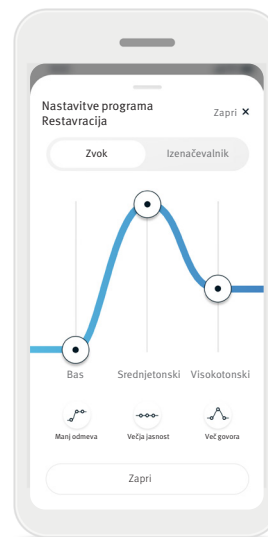 Nastavitve programa
Restavracija
Zapri ×
Zvok Izenačevalnik
Bas Srednjetonski Visokotonski
Manj odmeva Večja jasnost Več govora
Zapri